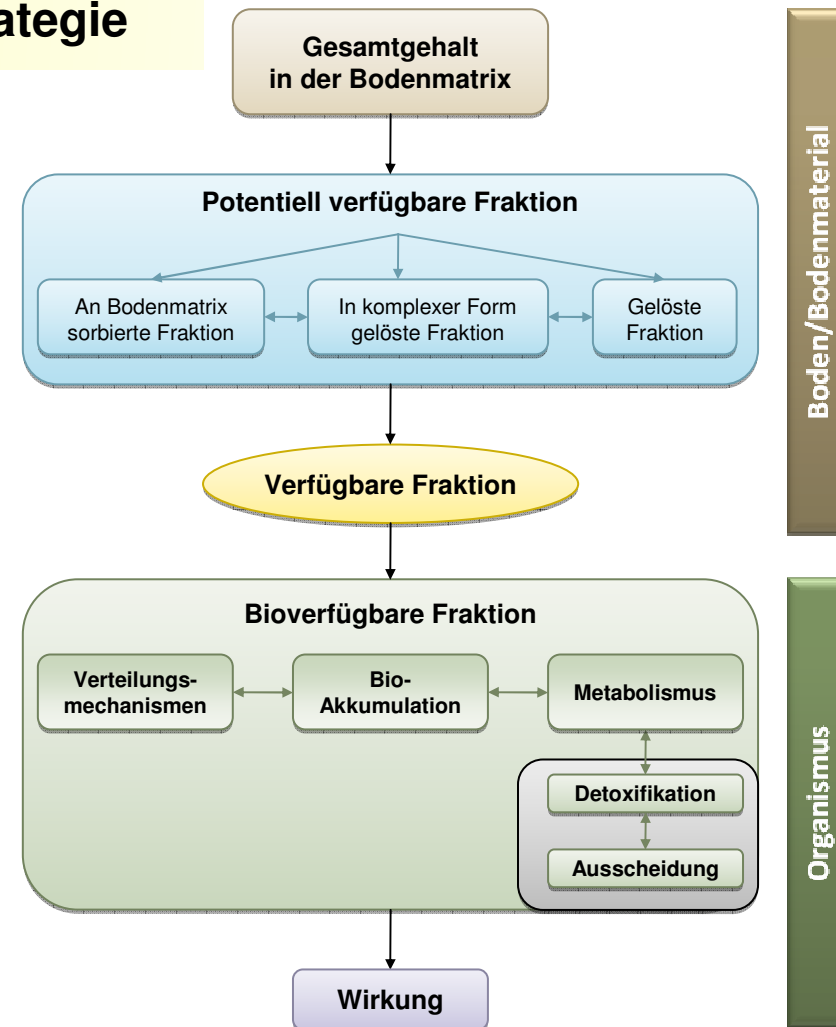 ategie
Gesamtgehalt
in der Bodenmatrix
Potentiell verfügbare Fraktion
An Bodenmatrix
sorbierte Fraktion
In komplexer Form
gelöste Fraktion
Gelöste
Fraktion
Verfügbare Fraktion
Bioverfügbare Fraktion
Verteilungs-
mechanismen
Bio-
Akkumulation
Metabolismus
Detoxifikation
Ausscheidung
Wirkung
Boden/Bodenmaterial
Organismus